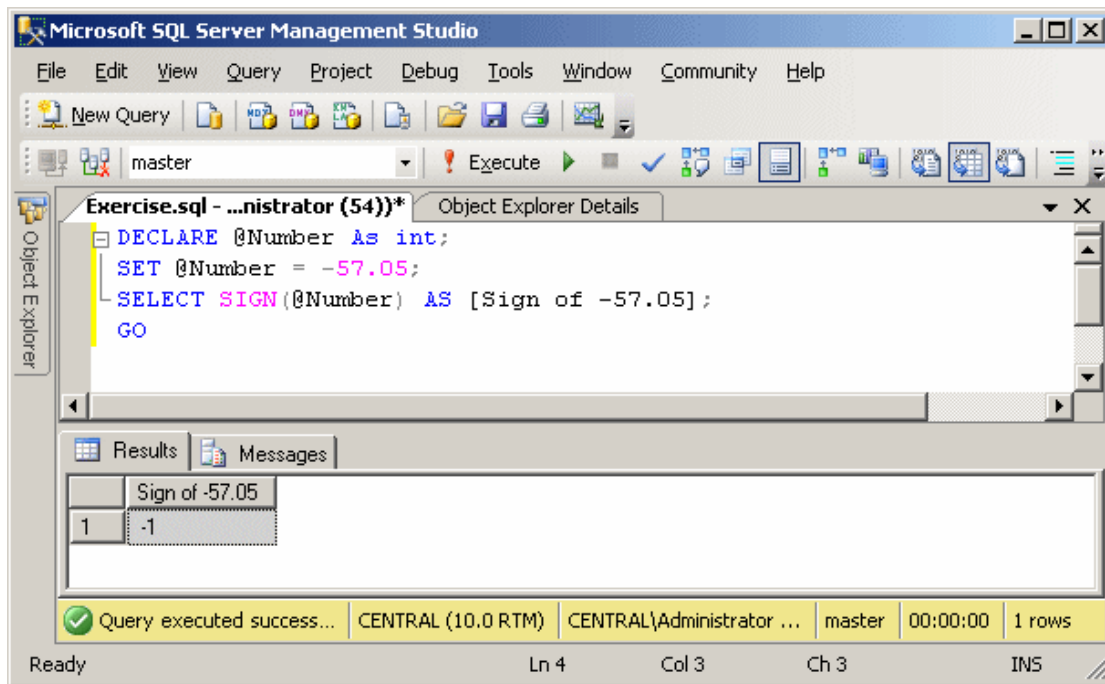 Microsoft SQL Server Management Studio
File Edit View Query Project Debug Tools Window Community Help
New Query
master Execute
Exercise.sql - ...nistrator (54))* Object Explorer Details
Object Explorer
DECLARE @Number As int;
SET @Number = -57.05;
SELECT SIGN(@Number) AS [Sign of -57.05];
GO
Results Messages
Sign of -57.05
1 -1
Query executed success... CENTRAL (10.0 RTM) CENTRAL\Administrator ... master 00:00:00 1 rows
Ready Ln 4 Col 3 Ch 3 INS